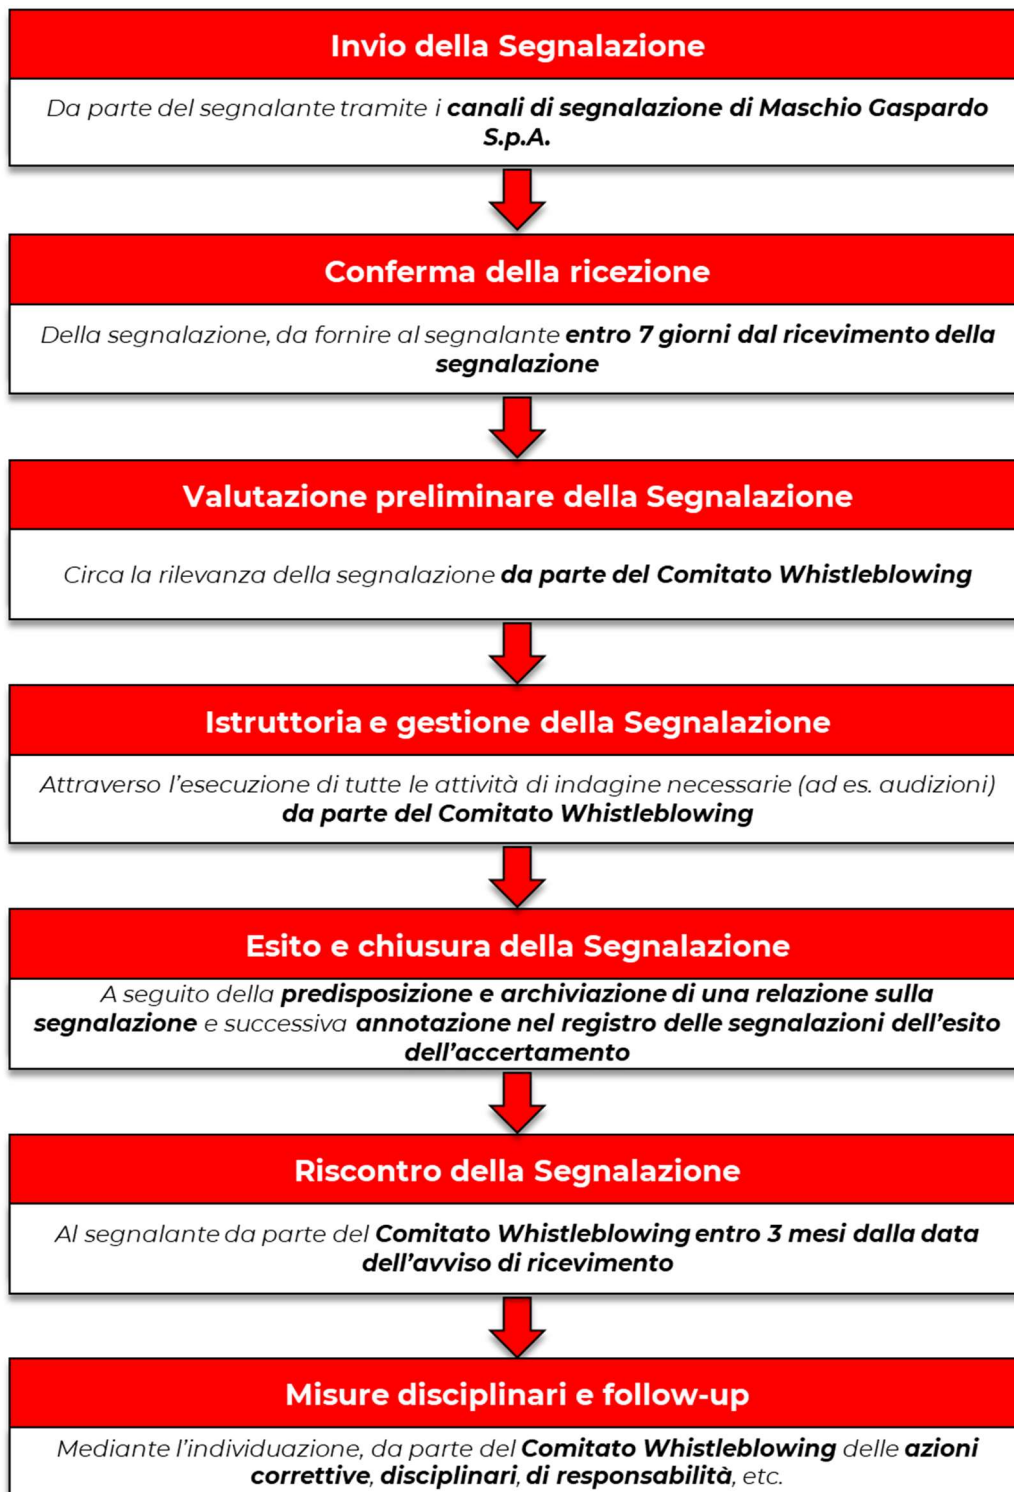 Invio della Segnalazione
Da parte del segnalante tramite i canali di segnalazione di Maschio Gaspardo
S.p.A.
Conferma della ricezione
Della segnalazione, da fornire al segnalante entro 7 giorni dal ricevimento della
segnalazione
Valutazione preliminare della Segnalazione
Circa la rilevanza della segnalazione da parte del Comitato Whistleblowing
Istruttoria e gestione della Segnalazione
Attraverso l'esecuzione di tutte le attività di indagine necessarie (ad es. audizioni)
da parte del Comitato Whistleblowing
Esito e chiusura della Segnalazione
A seguito della predisposizione e archiviazione di una relazione sulla
segnalazione e successiva annotazione nel registro delle segnalazioni dell'esito
dell'accertamento
Riscontro della Segnalazione
Al segnalante da parte del Comitato Whistleblowing entro 3 mesi dalla data
dell'avviso di ricevimento
Misure disciplinari e follow-up
Mediante l'individuazione, da parte del Comitato Whistleblowing delle azioni
correttive, disciplinari, di responsabilità, etc.